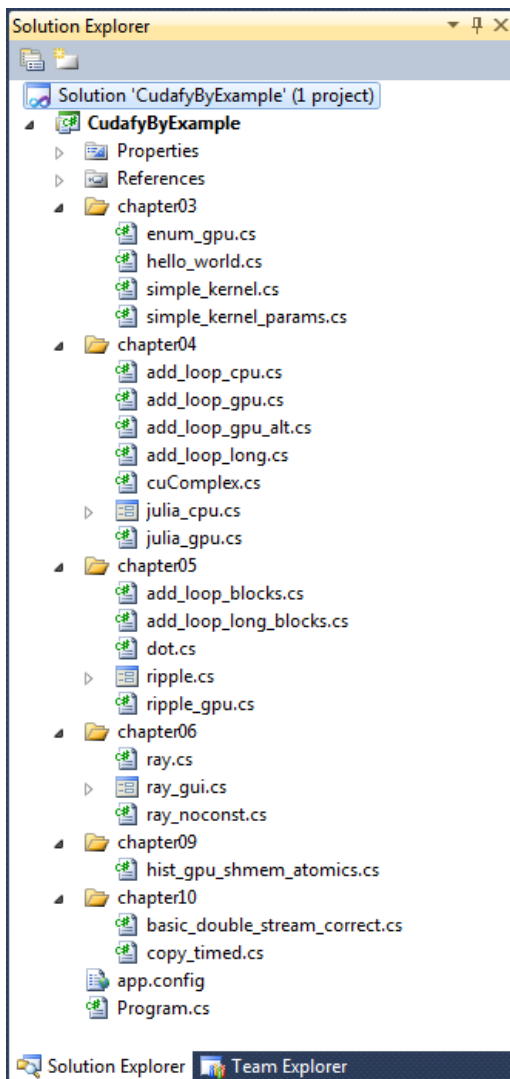 Solution Explorer
Solution 'CudafyByExample' (1 project)
CudafyByExample
Properties
References
chapter03
enum_gpu.cs
hello_world.cs
simple_kernel.cs
simple_kernel_params.cs
chapter04
add_loop_cpu.cs
add_loop_gpu.cs
add_loop_gpu_alt.cs
add_loop_long.cs
cuComplex.cs
julia_cpu.cs
julia_gpu.cs
chapter05
add_loop_blocks.cs
add_loop_long_blocks.cs
dot.cs
ripple.cs
ripple_gpu.cs
chapter06
ray.cs
ray_gui.cs
ray_noconst.cs
chapter09
hist_gpu_shmem_atomics.cs
chapter10
basic_double_stream_correct.cs
copy_timed.cs
app.config
Program.cs
Solution Explorer Team Explorer